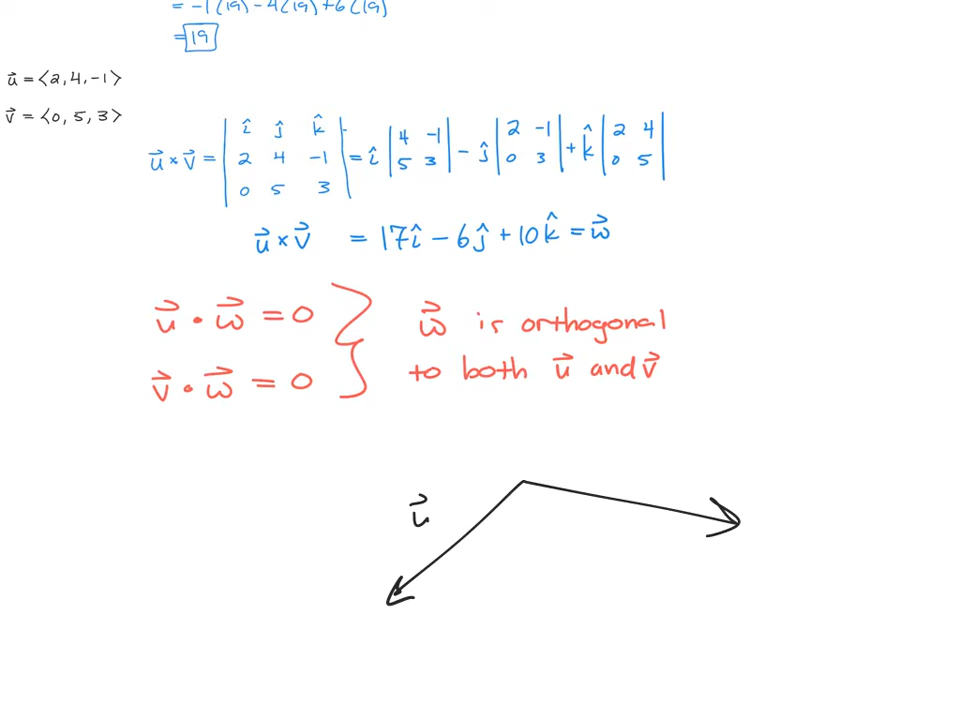 = -1(19) - 4(19) + 6(19)
= 19
u⃗ = <2, 4, -1>
v⃗ = <0, 5, 3>
u⃗ × v⃗ = | î ĵ k̂ | = î | 4 -1 | - ĵ | 2 -1 | + k̂ | 2 4 |
| 2 4 -1 | | 5 3 | | 0 3 | | 0 5 |
| 0 5 3 |
u⃗ × v⃗ = 17î - 6ĵ + 10k̂ = w⃗
u⃗ • w⃗ = 0 } w⃗ is orthogonal
v⃗ • w⃗ = 0 } to both u⃗ and v⃗
u⃗